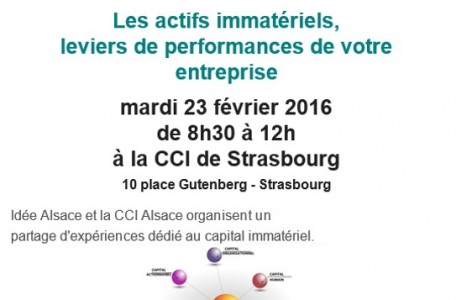 Les actifs immatériels,
leviers de performances de votre
entreprise
mardi 23 février 2016
de 8h30 à 12h
à la CCI de Strasbourg
10 place Gutenberg - Strasbourg
Idée Alsace et la CCI Alsace organisent un
partage d'expériences dédié au capital immatériel.
CAPITAL
ORGANISATIONNEL
CAPITAL
ACTIONNARIAT
CAPITAL
HUMAIN